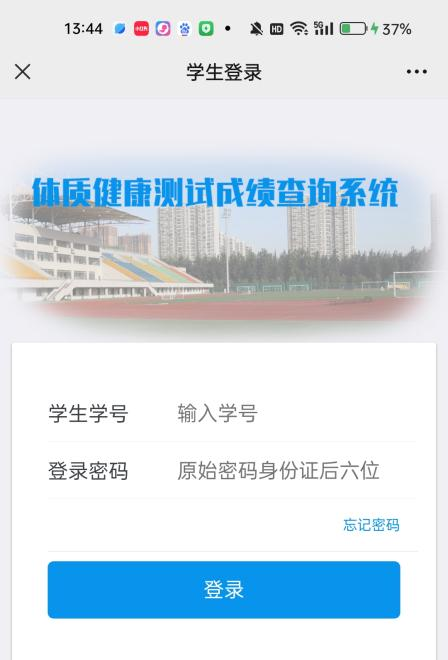 13:44 HD 5G 37%
学生登录
体质健康测试成绩查询系统
学生学号 输入学号
登录密码 原始密码身份证后六位
忘记密码
登录